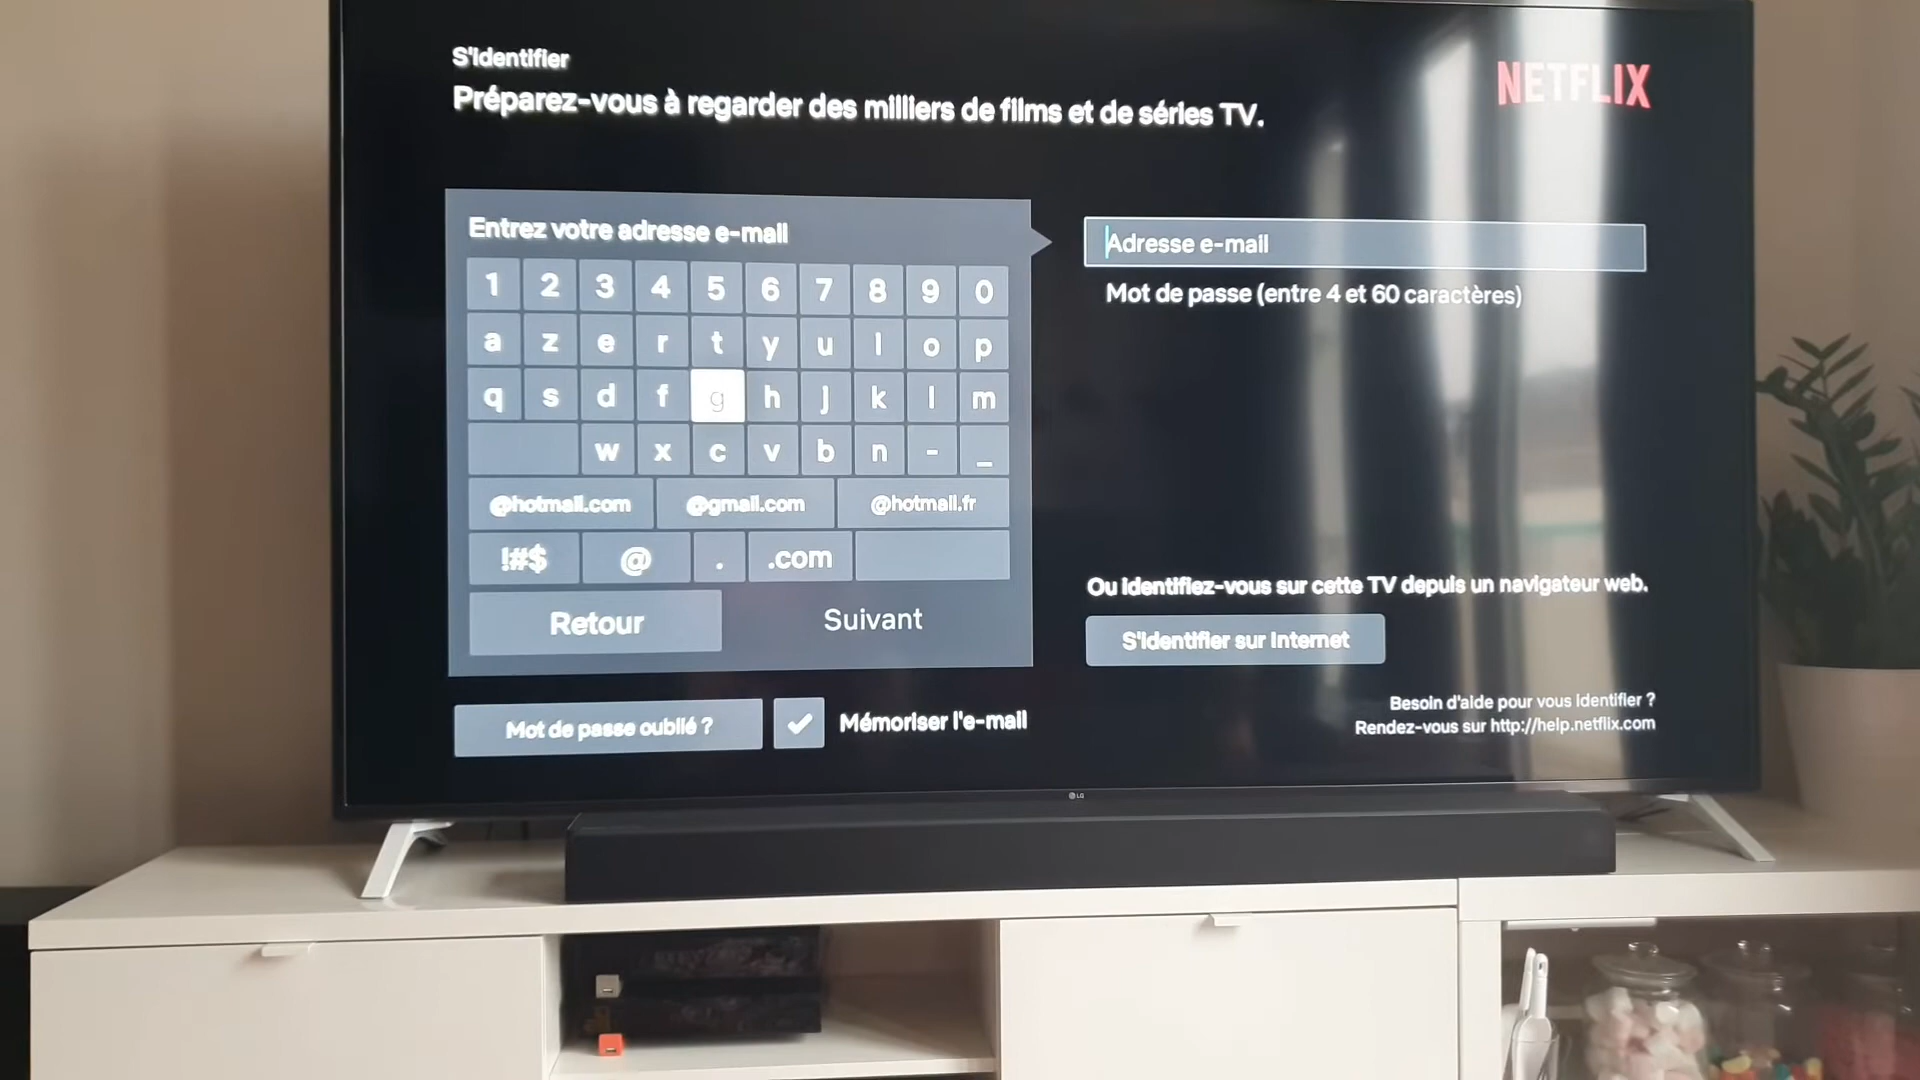 S'identifier
Préparez-vous à regarder des milliers de films et de séries TV.
NETFLIX
Entrez votre adresse e-mail
1 2 3 4 5 6 7 8 9 0
a z e r t y u i o p
q s d f g h j k l m
w x c v b n - _
@hotmail.com @gmail.com @hotmail.fr
!#$ @ . .com
Retour Suivant
Mot de passe oublié ? Mémoriser l'e-mail
Adresse e-mail
Mot de passe (entre 4 et 60 caractères)
Ou identifiez-vous sur cette TV depuis un navigateur web.
S'identifier sur Internet
Besoin d'aide pour vous identifier ?
Rendez-vous sur http://help.netflix.com
LG